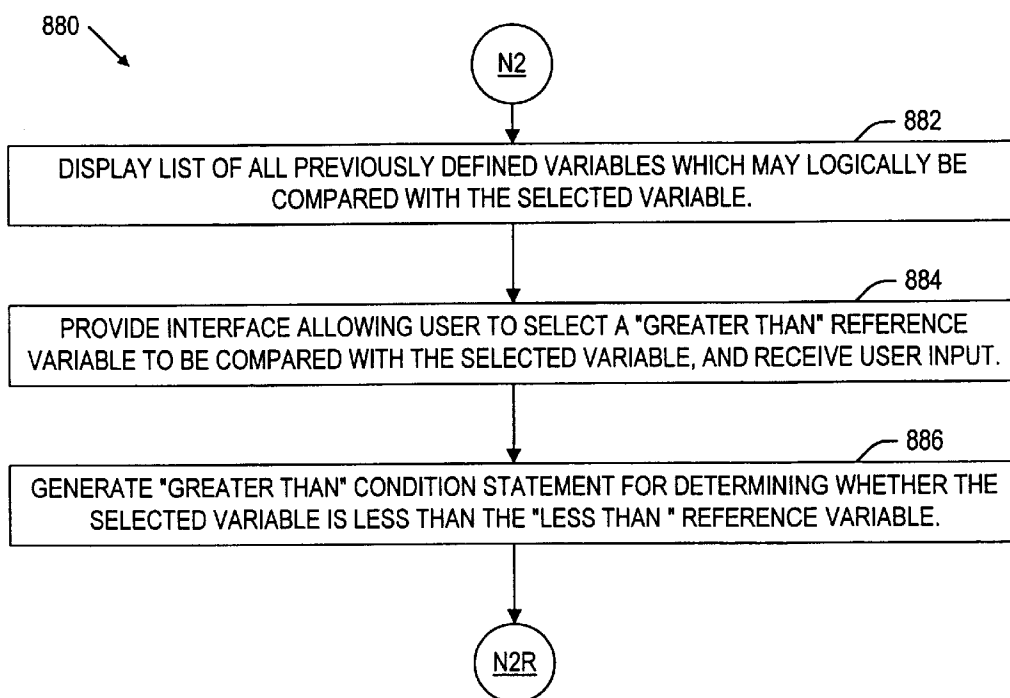 880
N2
882
DISPLAY LIST OF ALL PREVIOUSLY DEFINED VARIABLES WHICH MAY LOGICALLY BE
COMPARED WITH THE SELECTED VARIABLE.
884
PROVIDE INTERFACE ALLOWING USER TO SELECT A "GREATER THAN" REFERENCE
VARIABLE TO BE COMPARED WITH THE SELECTED VARIABLE, AND RECEIVE USER INPUT.
886
GENERATE "GREATER THAN" CONDITION STATEMENT FOR DETERMINING WHETHER THE
SELECTED VARIABLE IS LESS THAN THE "LESS THAN " REFERENCE VARIABLE.
N2R